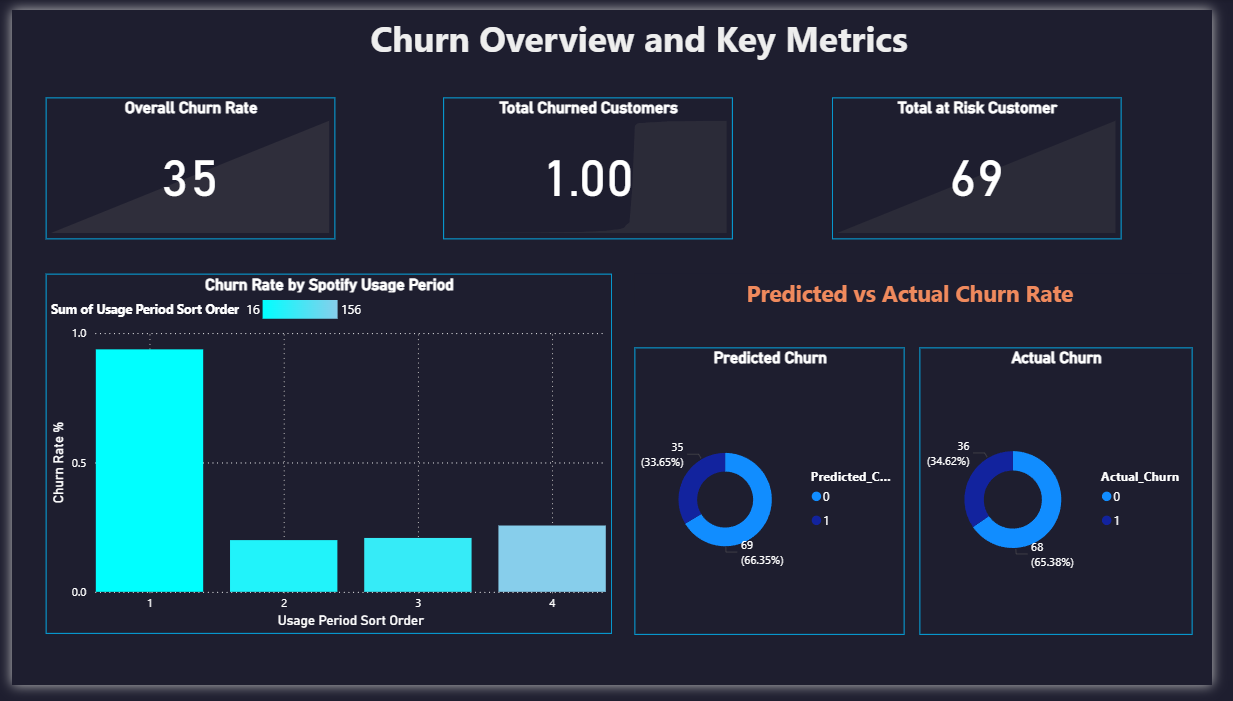 Churn Overview and Key Metrics
Overall Churn Rate
35
Total Churned Customers
1.00
Total at Risk Customer
69
Churn Rate by Spotify Usage Period
Sum of Usage Period Sort Order 16 156
Churn Rate %
1.0
0.5
0.0
1 2 3 4
Usage Period Sort Order
Predicted vs Actual Churn Rate
Predicted Churn
35
(33.65%)
69
(66.35%)
Predicted_C...
0
1
Actual Churn
36
(34.62%)
68
(65.38%)
Actual_Churn
0
1